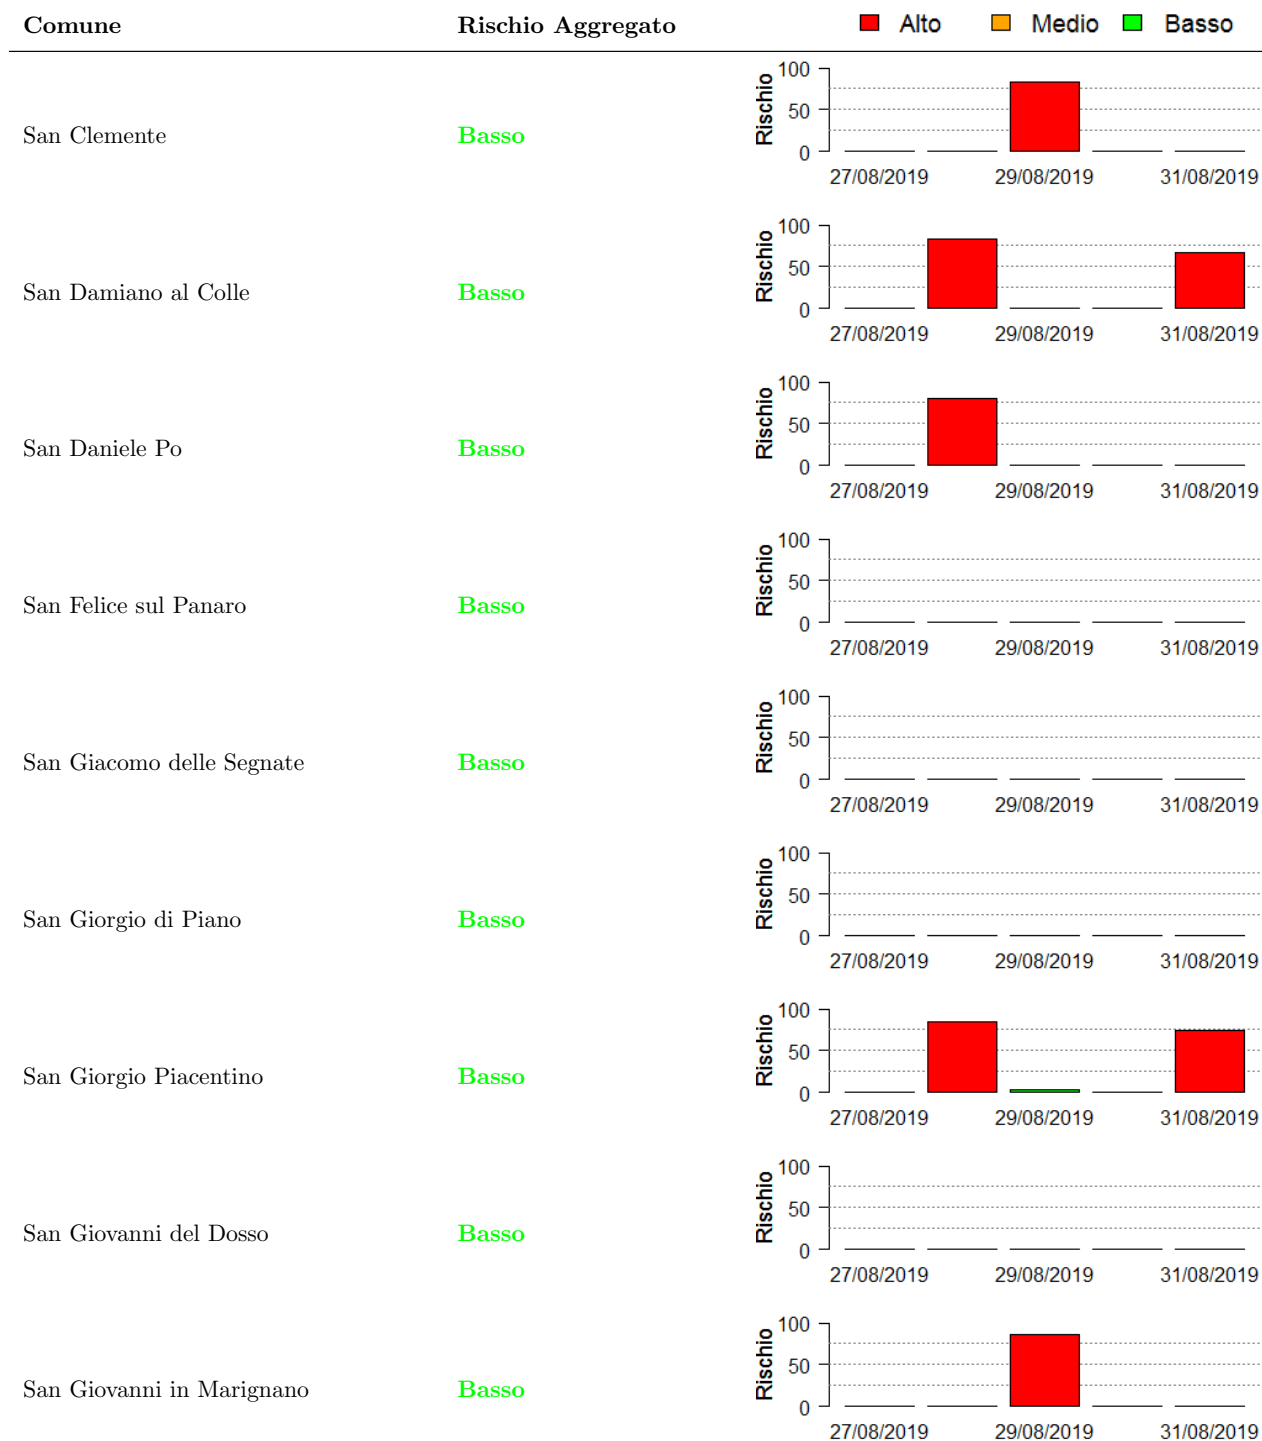 Comune Rischio Aggregato Alto Medio Basso
San Clemente Basso
Rischio
100
50
0
27/08/2019 29/08/2019 31/08/2019
San Damiano al Colle Basso
Rischio
100
50
0
27/08/2019 29/08/2019 31/08/2019
San Daniele Po Basso
Rischio
100
50
0
27/08/2019 29/08/2019 31/08/2019
San Felice sul Panaro Basso
Rischio
100
50
0
27/08/2019 29/08/2019 31/08/2019
San Giacomo delle Segnate Basso
Rischio
100
50
0
27/08/2019 29/08/2019 31/08/2019
San Giorgio di Piano Basso
Rischio
100
50
0
27/08/2019 29/08/2019 31/08/2019
San Giorgio Piacentino Basso
Rischio
100
50
0
27/08/2019 29/08/2019 31/08/2019
San Giovanni del Dosso Basso
Rischio
100
50
0
27/08/2019 29/08/2019 31/08/2019
San Giovanni in Marignano Basso
Rischio
100
50
0
27/08/2019 29/08/2019 31/08/2019